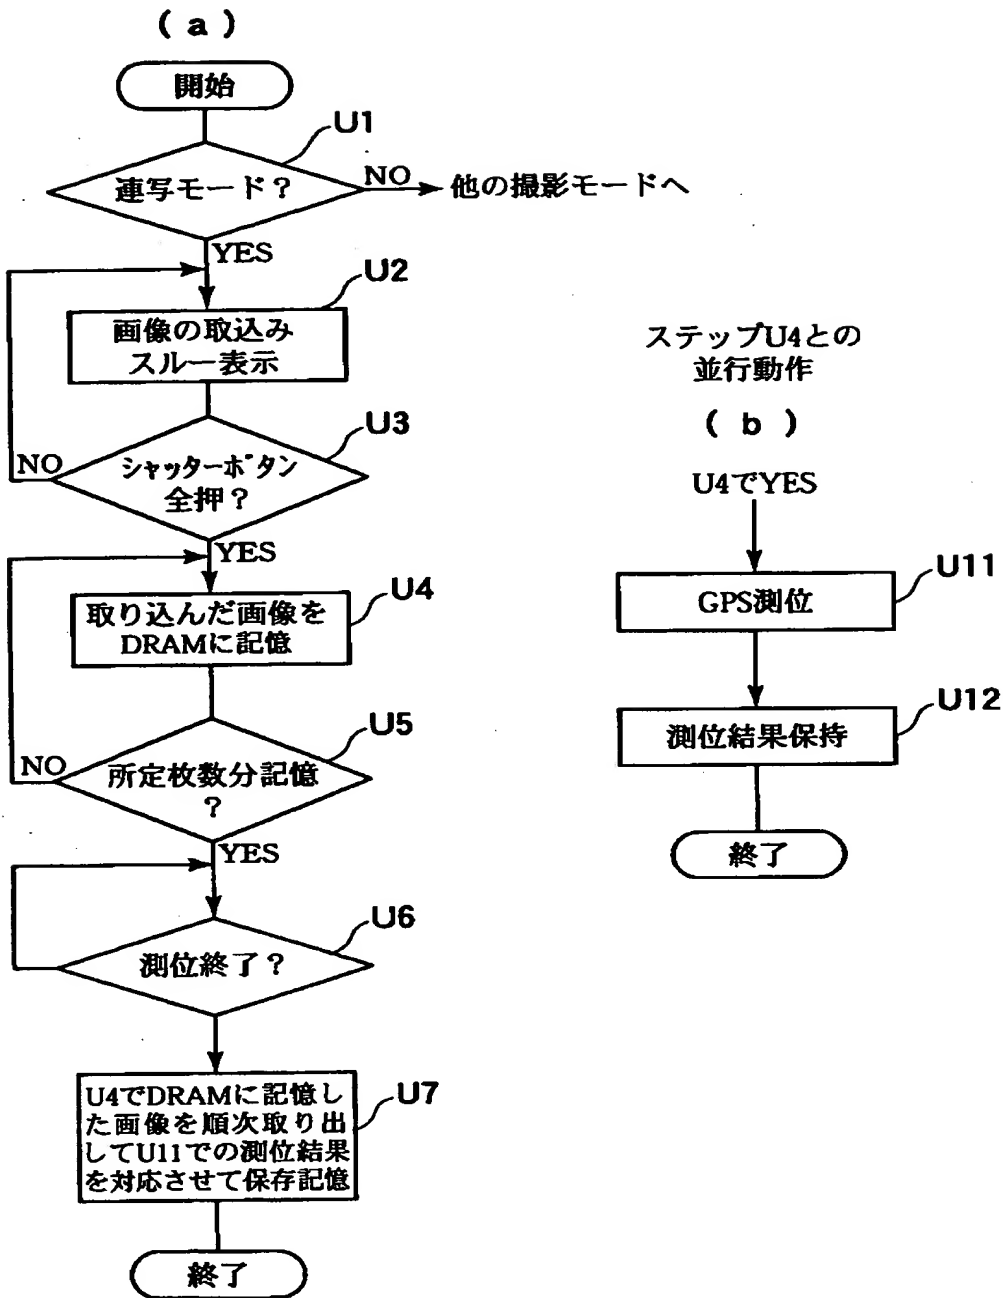 (a)
開始
U1
連写モード?
NO
他の撮影モードへ
YES
U2
画像の取込み
スルー表示
U3
シャッターボタン
全押?
NO
YES
U4
取り込んだ画像を
DRAMに記憶
U5
所定枚数分記憶
?
NO
YES
U6
測位終了?
U7
U4でDRAMに記憶し
た画像を順次取り出
してU11での測位結果
を対応させて保存記憶
終了
ステップU4との
並行動作
(b)
U4でYES
U11
GPS測位
U12
測位結果保持
終了